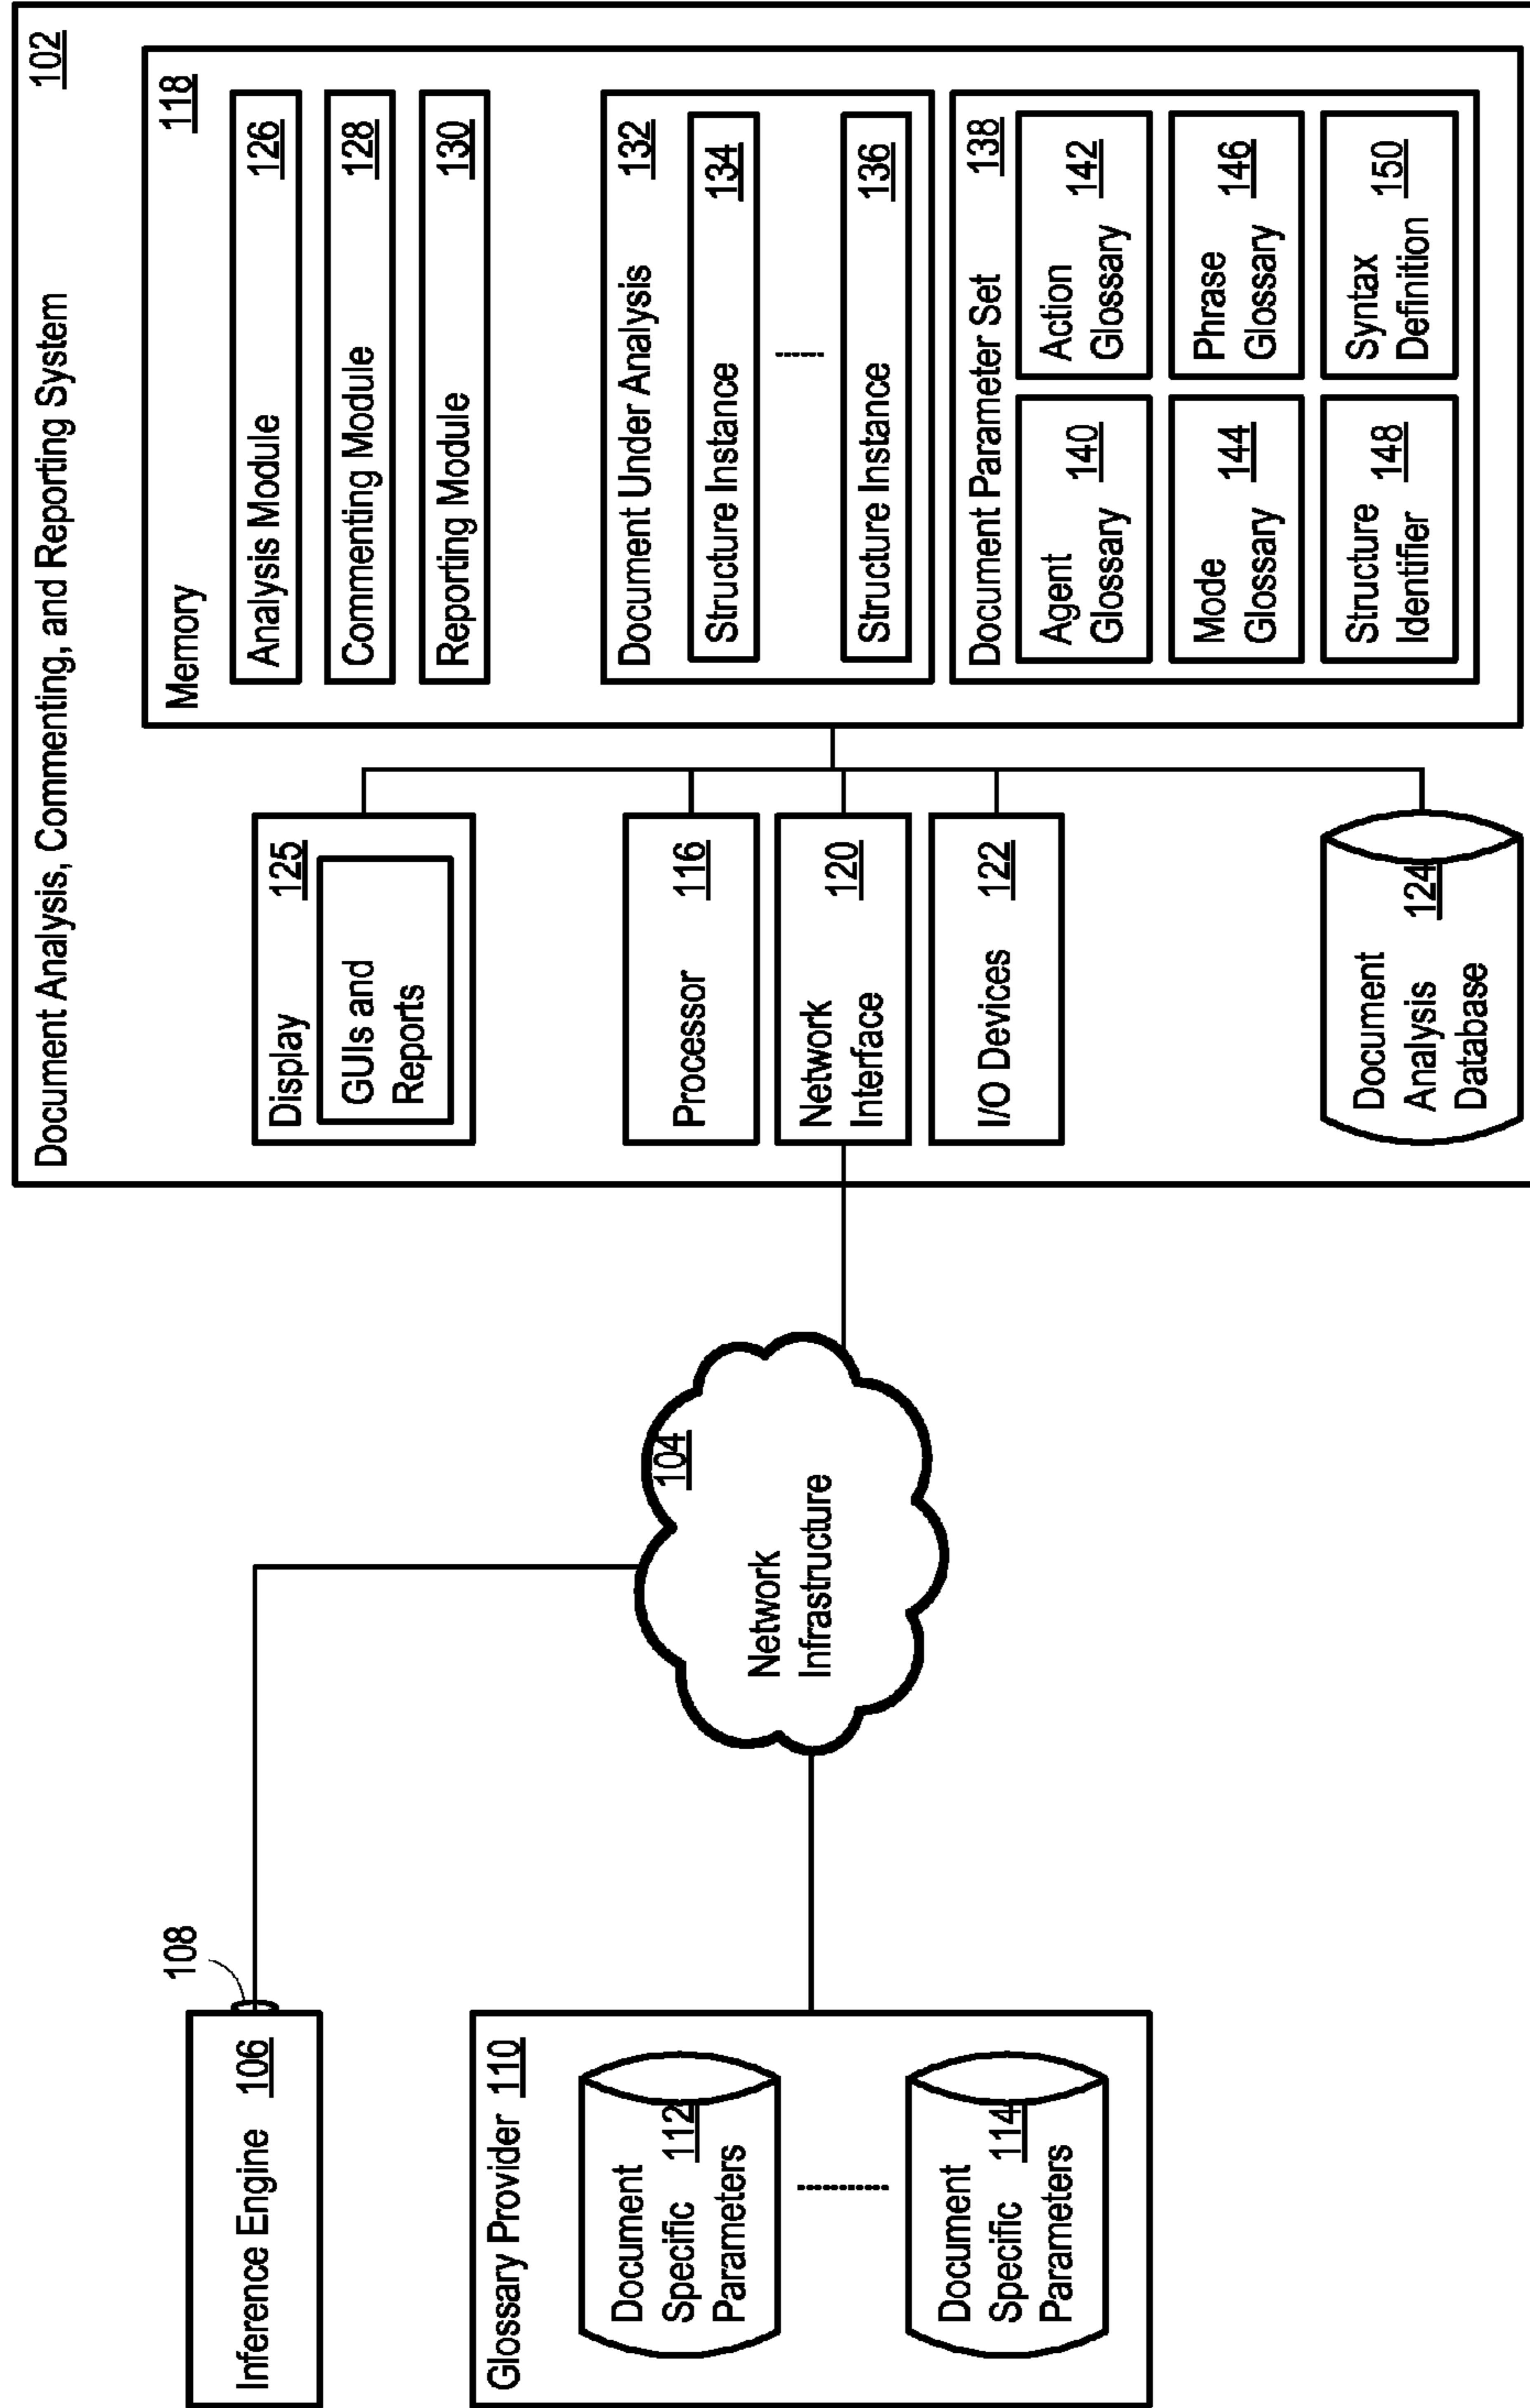 Document Analysis, Commenting, and Reporting System 102
Inference Engine 106
108
Glossary Provider 110
Document
Specific 112
Parameters
Document
Specific 114
Parameters
104
Network
Infrastructure
Display 125
GUIs and
Reports
Processor 116
Network 120
Interface
I/O Devices 122
Document
Analysis 124
Database
Memory 118
Analysis Module 126
Commenting Module 128
Reporting Module 130
Document Under Analysis 132
Structure Instance 134
Structure Instance 136
Document Parameter Set 138
Agent 140
Glossary
Action 142
Glossary
Mode 144
Glossary
Phrase 146
Glossary
Structure 148
Identifier
Syntax 150
Definition